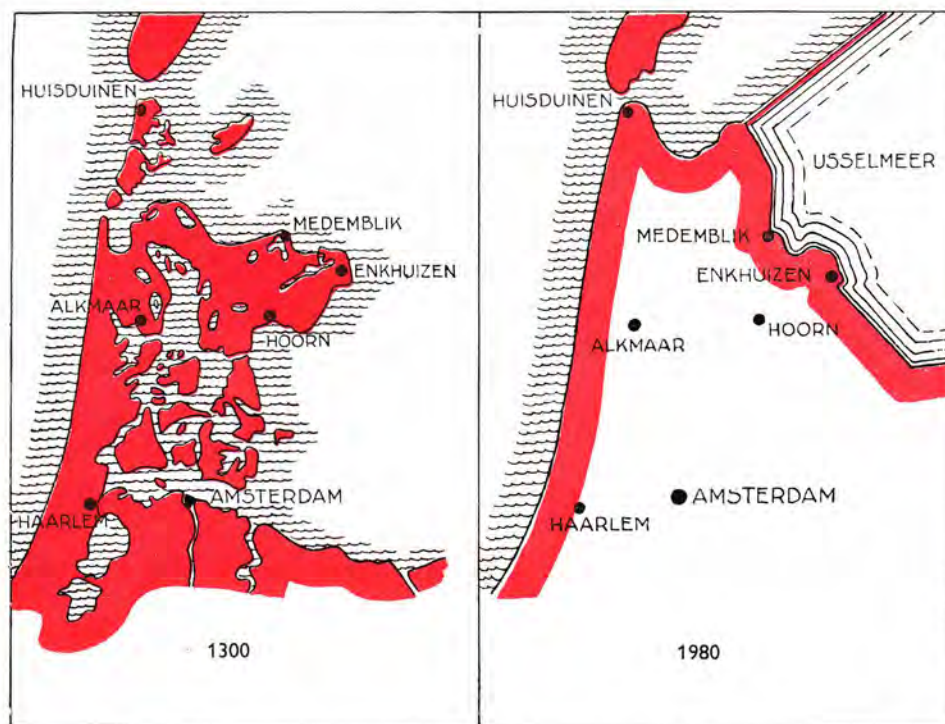 HUISDUINEN
MEDEMBLIK
ENKHUIZEN
ALKMAAR
HOORN
AMSTERDAM
HAARLEM
1300
HUISDUINEN
IJSSELMEER
MEDEMBLIK
ENKHUIZEN
ALKMAAR
HOORN
AMSTERDAM
HAARLEM
1980